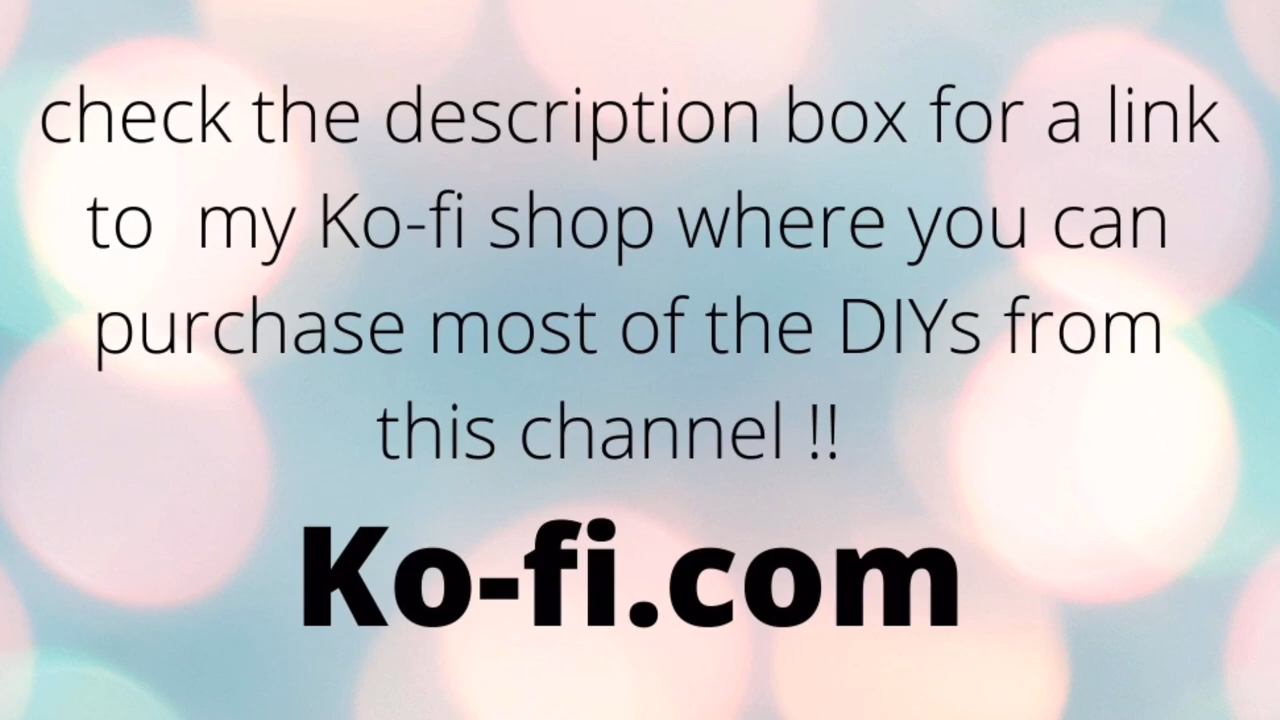 check the description box for a link
to  my Ko-fi shop where you can
purchase most of the DIYs from
this channel !!
Ko-fi.com